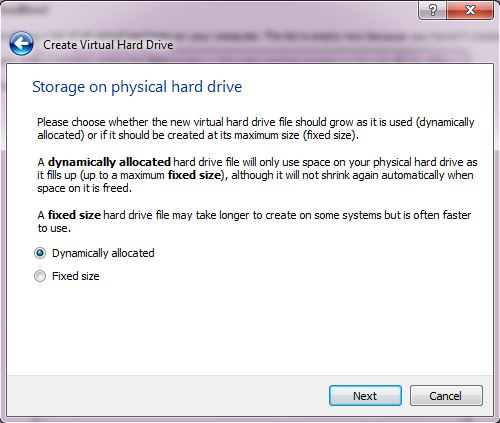 ?
X
Create Virtual Hard Drive
Storage on physical hard drive
Please choose whether the new virtual hard drive file should grow as it is used (dynamically
allocated) or if it should be created at its maximum size (fixed size).
A dynamically allocated hard drive file will only use space on your physical hard drive as
it fills up (up to a maximum fixed size), although it will not shrink again automatically when
space on it is freed.
A fixed size hard drive file may take longer to create on some systems but is often faster
to use.
Dynamically allocated
Fixed size
Next
Cancel